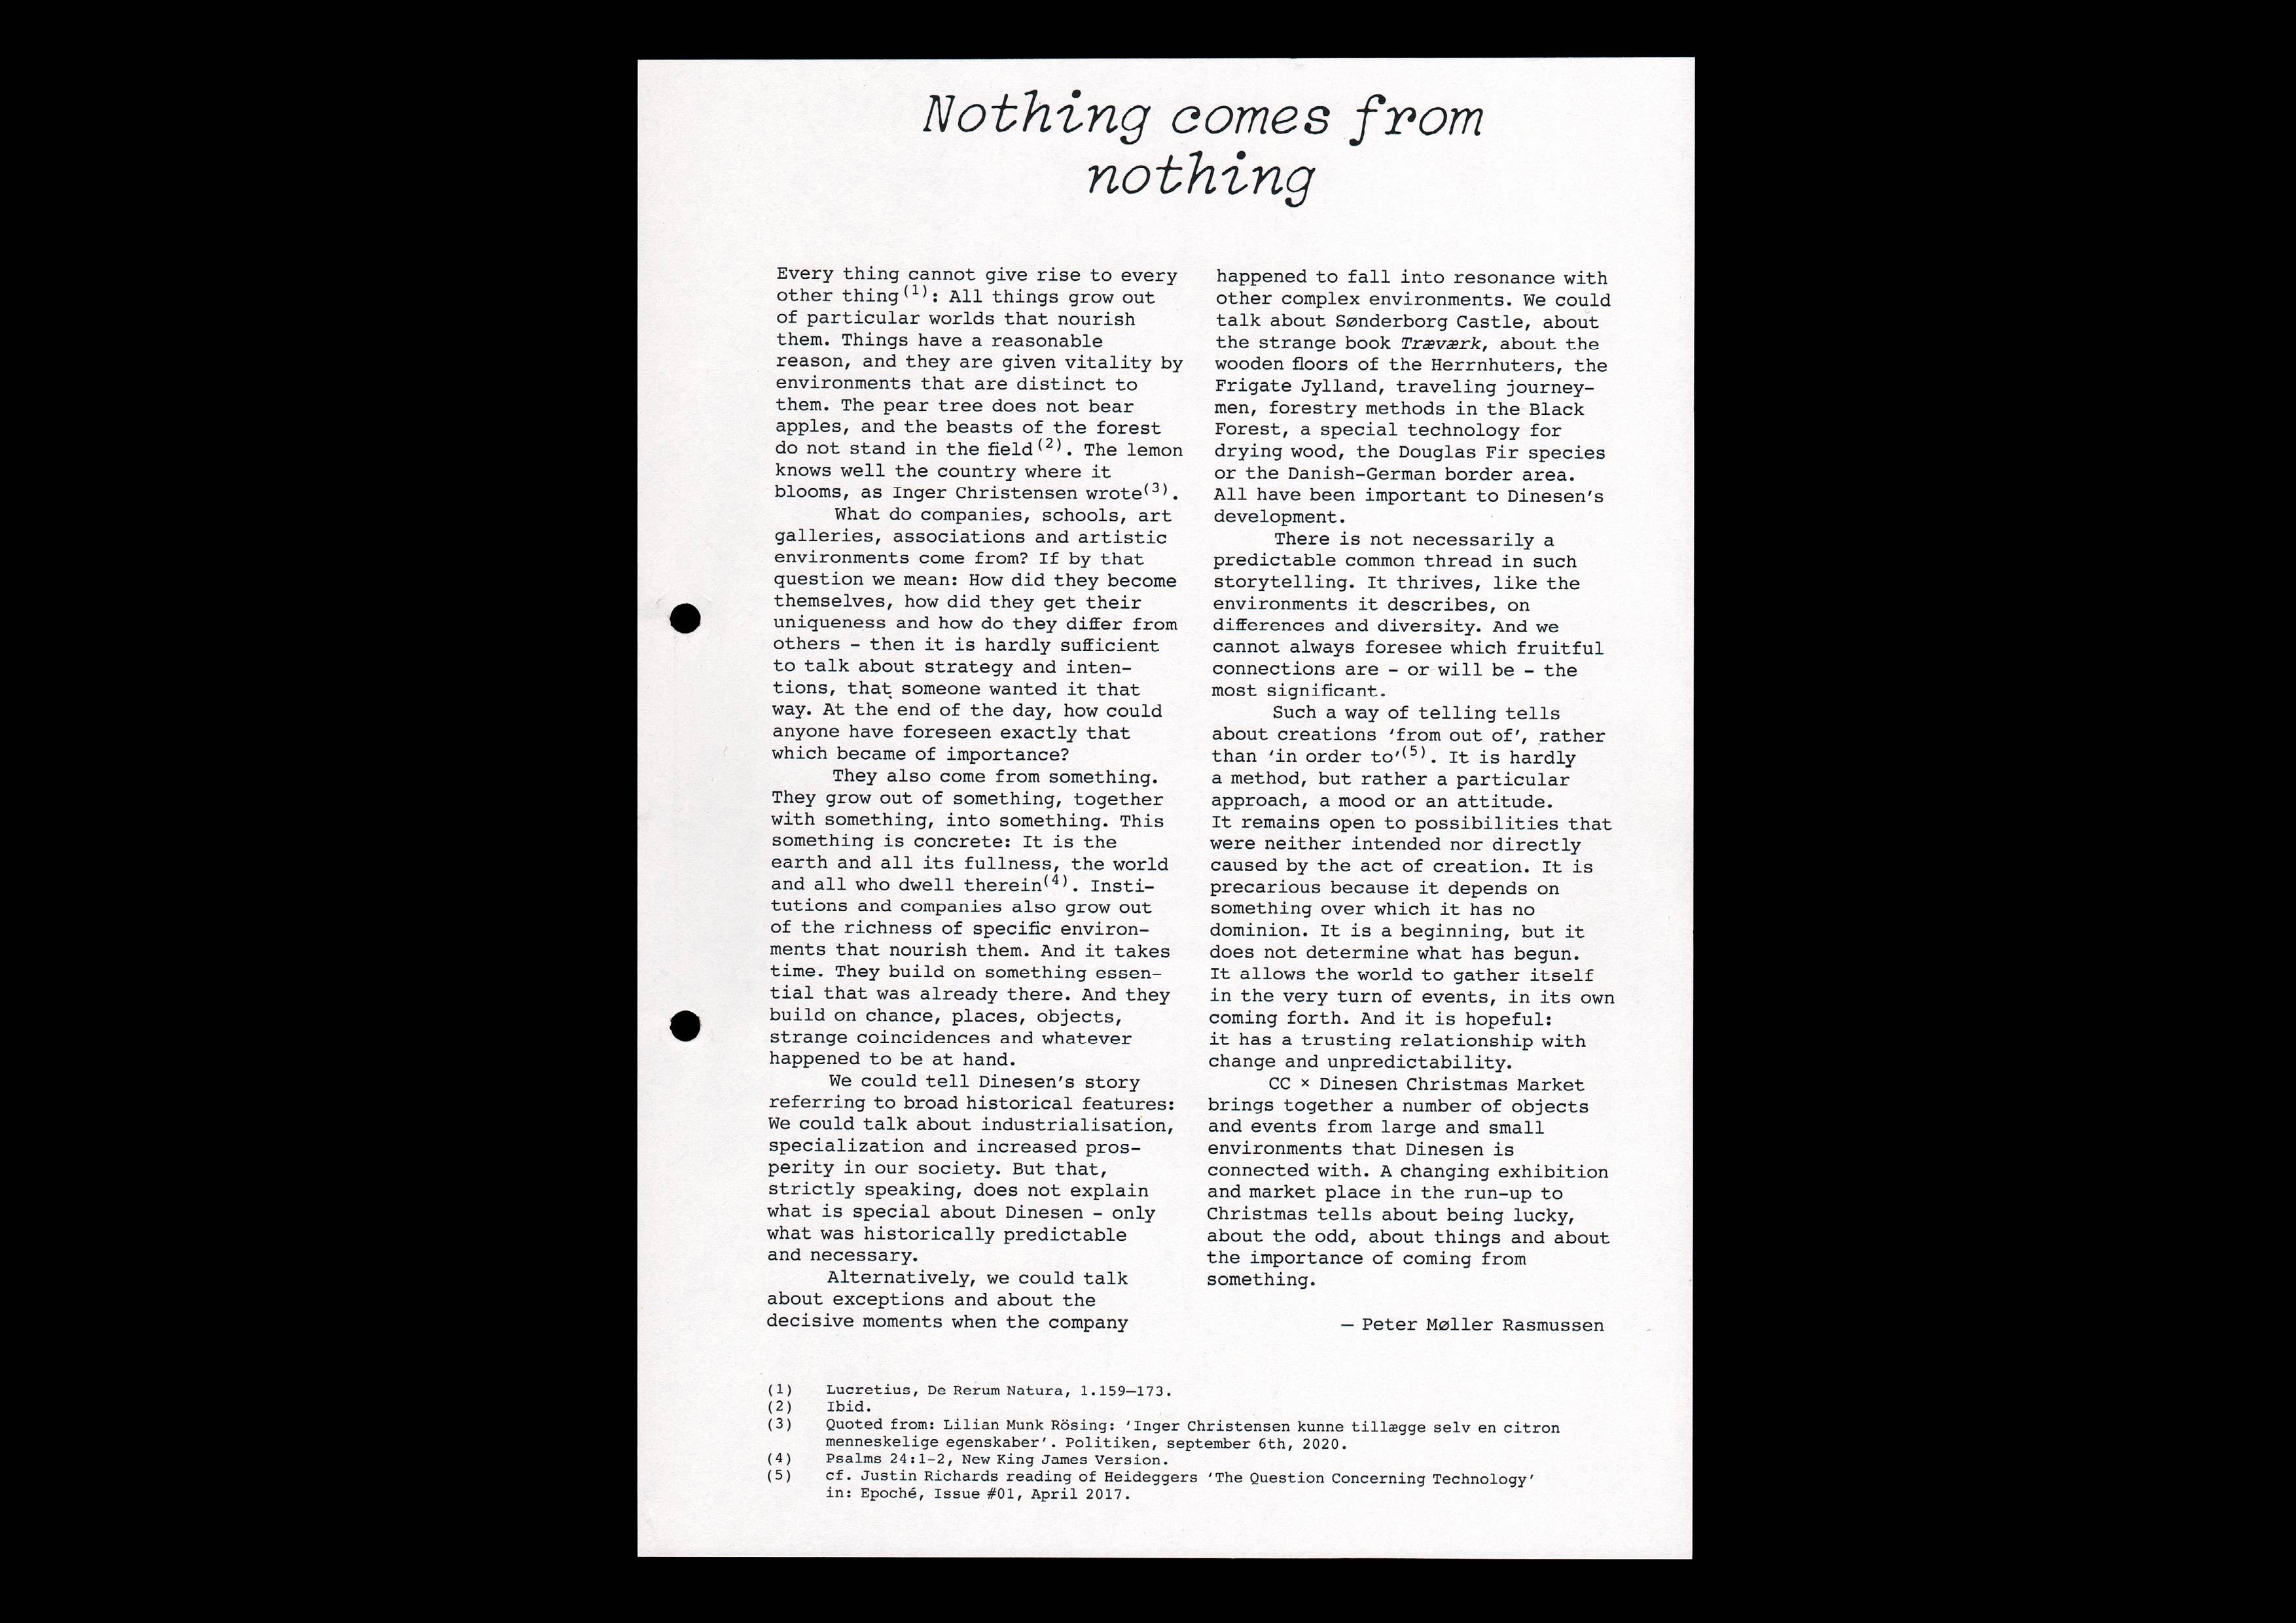 Nothing comes from
nothing
Every thing cannot give rise to every
other thing(1): All things grow out
of particular worlds that nourish
them. Things have a reasonable
reason, and they are given vitality by
environments that are distinct to
them. The pear tree does not bear
apples, and the beasts of the forest
do not stand in the field(2). The lemon
knows well the country where it
blooms, as Inger Christensen wrote(3).
What do companies, schools, art
galleries, associations and artistic
environments come from? If by that
question we mean: How did they become
themselves, how did they get their
uniqueness and how do they differ from
others – then it is hardly sufficient
to talk about strategy and inten-
tions, that someone wanted it that
way. At the end of the day, how could
anyone have foreseen exactly that
which became of importance?
They also come from something.
They grow out of something, together
with something, into something. This
something is concrete: It is the
earth and all its fullness, the world
and all who dwell therein(4). Insti-
tutions and companies also grow out
of the richness of specific environ-
ments that nourish them. And it takes
time. They build on something essen-
tial that was already there. And they
build on chance, places, objects,
strange coincidences and whatever
happened to be at hand.
We could tell Dinesen's story
referring to broad historical features:
We could talk about industrialisation,
specialization and increased pros-
perity in our society. But that,
strictly speaking, does not explain
what is special about Dinesen – only
what was historically predictable
and necessary.
Alternatively, we could talk
about exceptions and about the
decisive moments when the company
happened to fall into resonance with
other complex environments. We could
talk about Sønderborg Castle, about
the strange book Træværk, about the
wooden floors of the Herrnhuters, the
Frigate Jylland, traveling journey-
men, forestry methods in the Black
Forest, a special technology for
drying wood, the Douglas Fir species
or the Danish-German border area.
All have been important to Dinesen's
development.
There is not necessarily a
predictable common thread in such
storytelling. It thrives, like the
environments it describes, on
differences and diversity. And we
cannot always foresee which fruitful
connections are – or will be – the
most significant.
Such a way of telling tells
about creations 'from out of', rather
than 'in order to'(5). It is hardly
a method, but rather a particular
approach, a mood or an attitude.
It remains open to possibilities that
were neither intended nor directly
caused by the act of creation. It is
precarious because it depends on
something over which it has no
dominion. It is a beginning, but it
does not determine what has begun.
It allows the world to gather itself
in the very turn of events, in its own
coming forth. And it is hopeful:
it has a trusting relationship with
change and unpredictability.
CC × Dinesen Christmas Market
brings together a number of objects
and events from large and small
environments that Dinesen is
connected with. A changing exhibition
and market place in the run-up to
Christmas tells about being lucky,
about the odd, about things and about
the importance of coming from
something.
— Peter Møller Rasmussen
(1) Lucretius, De Rerum Natura, 1.159–173.
(2) Ibid.
(3) Quoted from: Lilian Munk Rösing: 'Inger Christensen kunne tillægge selv en citron
menneskelige egenskaber'. Politiken, september 6th, 2020.
(4) Psalms 24:1-2, New King James Version.
(5) cf. Justin Richards reading of Heideggers 'The Question Concerning Technology'
in: Epoché, Issue #01, April 2017.